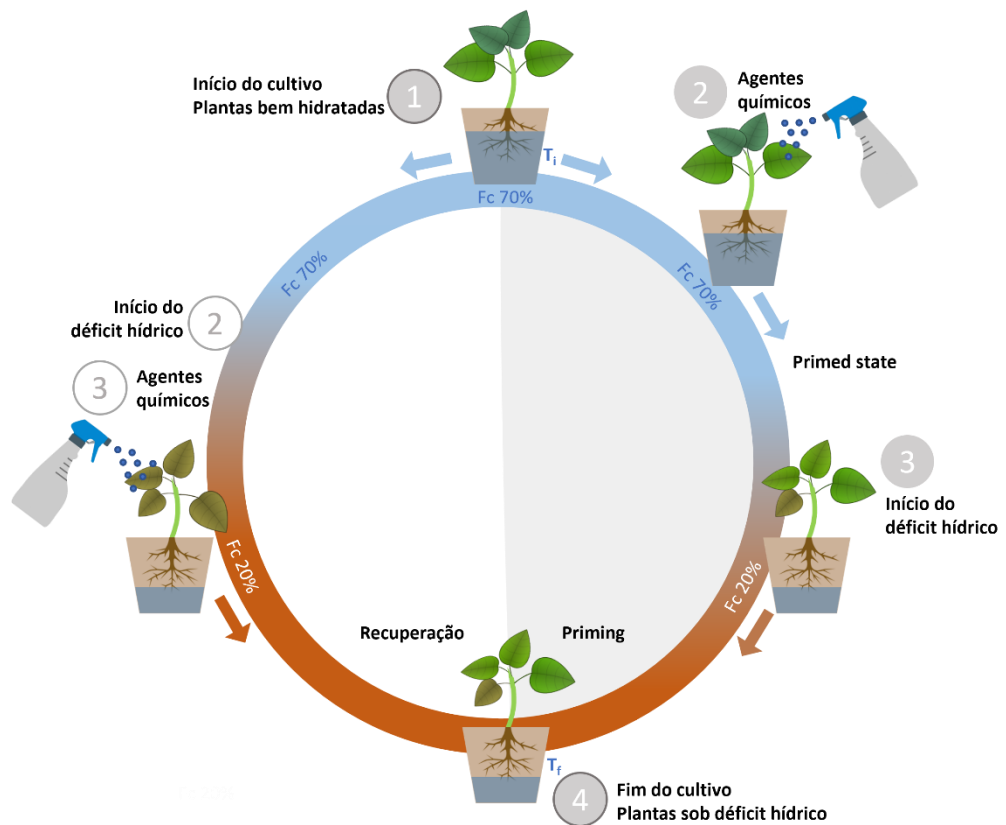 Início do cultivo
Plantas bem hidratadas
1
2
Agentes
químicos
Ti
Fc 70%
Fc 70%
Fc 70%
Início do
déficit hídrico
2
Primed state
3
Agentes
químicos
3
Início do
déficit hídrico
Fc 20%
Fc 20%
Recuperação
Priming
Tf
4
Fim do cultivo
Plantas sob déficit hídrico